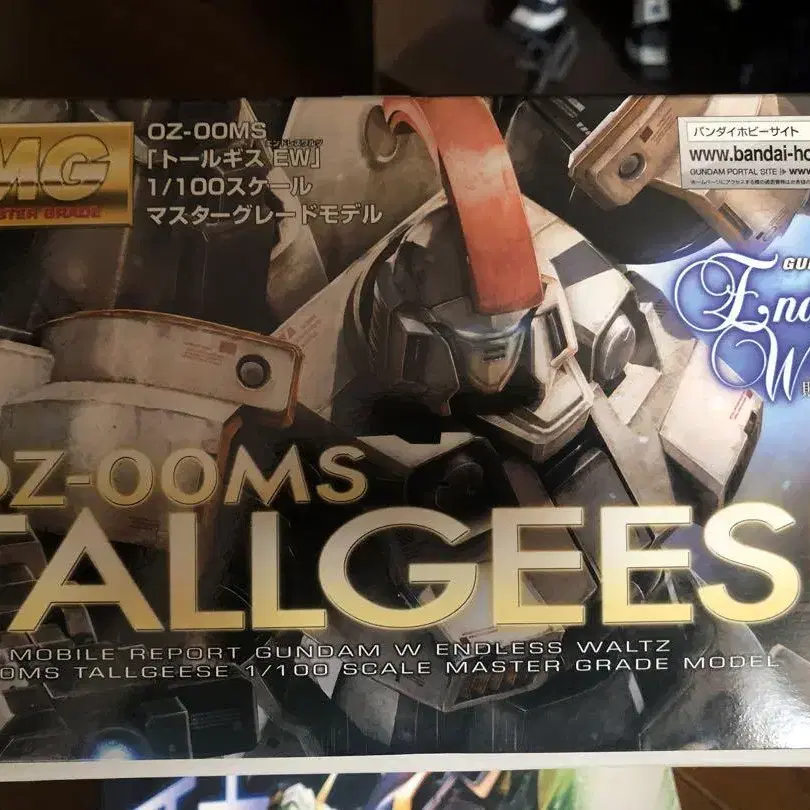 MG
MASTER GRADE
OZ-00MS
エンドレスワルツ
「トールギス EW」
1/100スケール
マスターグレードモデル
バンダイホビーサイト
www.bandai-ho
GUNDAM PORTAL SITE ▶ www
GU
End
W
OZ-00MS
TALLGEES
MOBILE REPORT GUNDAM W ENDLESS WALTZ
OMS TALLGEESE 1/100 SCALE MASTER GRADE MODEL